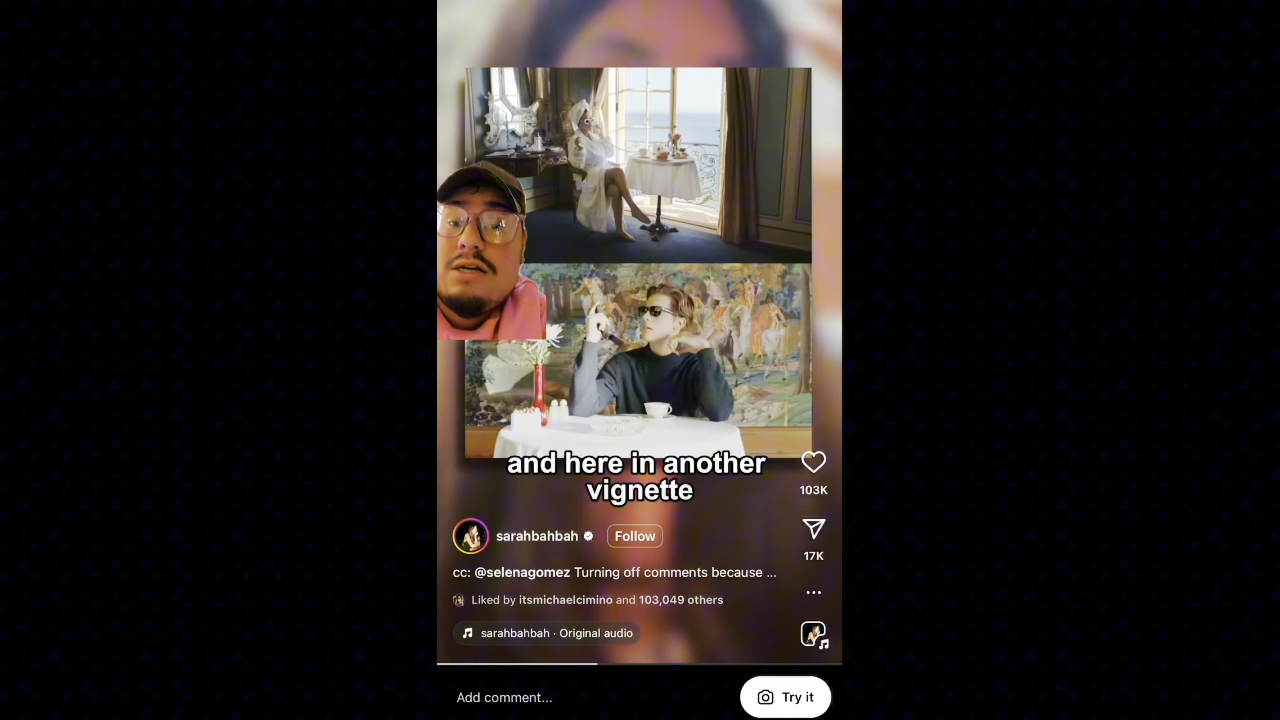 and here in another
vignette
103K
sarahbahbah
Follow
17K
cc: @selenagomez Turning off comments because ...
Liked by itsmichaelcimino and 103,049 others
sarahbahbah · Original audio
Add comment...
Try it